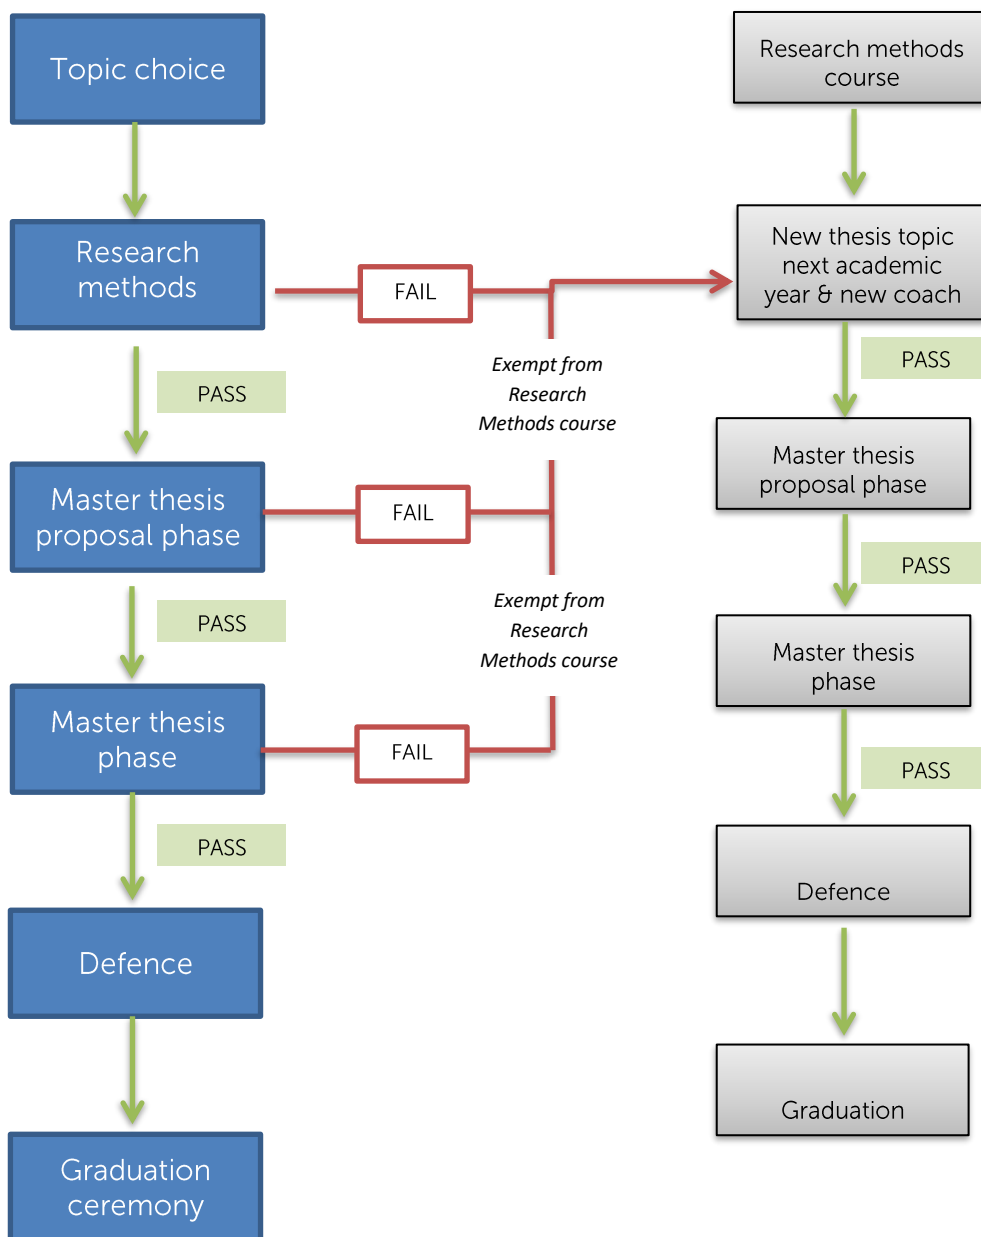 Topic choice
Research
methods
FAIL
PASS
Master thesis
proposal phase
FAIL
PASS
Master thesis
phase
FAIL
PASS
Defence
Graduation
ceremony
Exempt from
Research
Methods course
Exempt from
Research
Methods course
Research methods
course
New thesis topic
next academic
year & new coach
PASS
Master thesis
proposal phase
PASS
Master thesis
phase
PASS
Defence
Graduation